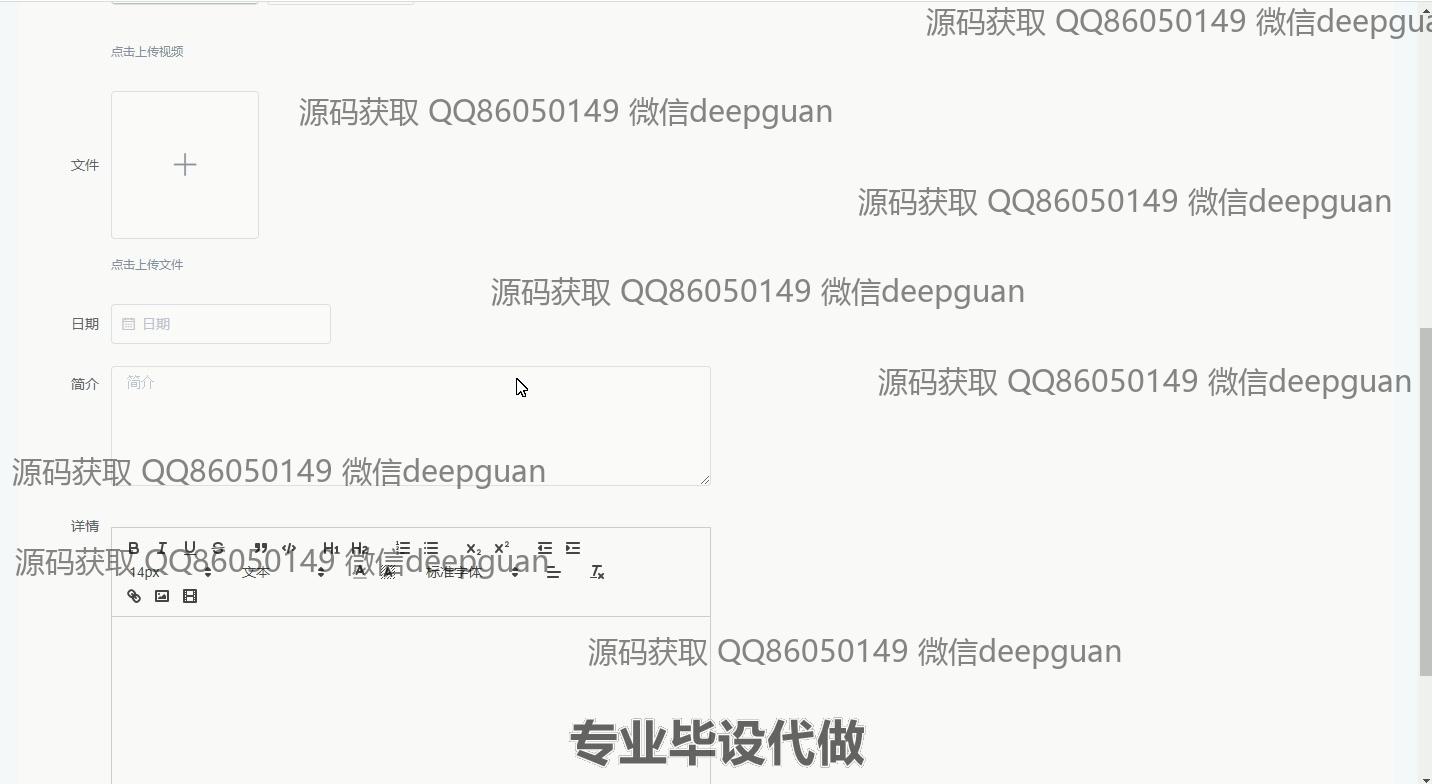 源码获取 QQ86050149 微信deepgua
点击上传视频
源码获取 QQ86050149 微信deepguan
文件
源码获取 QQ86050149 微信deepguan
点击上传文件
源码获取 QQ86050149 微信deepguan
日期 日期
简介 简介
源码获取 QQ86050149 微信deepguan
源码获取 QQ86050149 微信deepguan
详情
B I U S H1 H2 X₂ X²
源码获取 QQ86050149 微信deepguan
14px 文本 A A 标准字体 Tx
源码获取 QQ86050149 微信deepguan
专业毕设代做